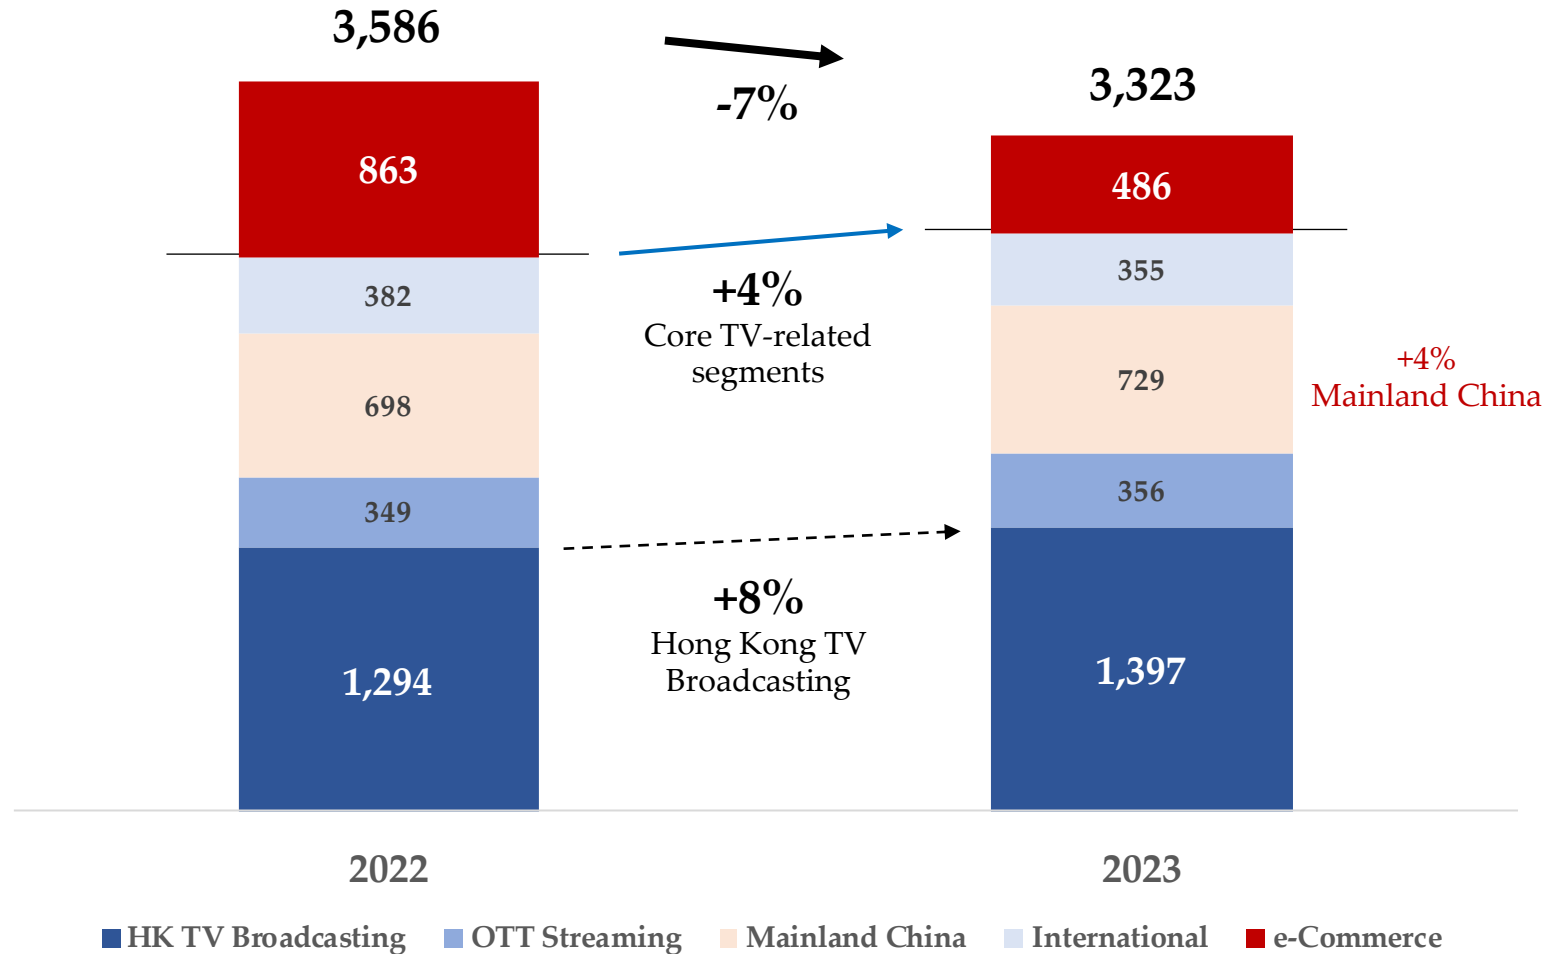 3,586
-7%
3,323
863
486
+4%
Core TV-related
segments
382
355
698
729
+4%
Mainland China
349
356
+8%
Hong Kong TV
Broadcasting
1,294
1,397
2022
2023
HK TV Broadcasting
OTT Streaming
Mainland China
International
e-Commerce